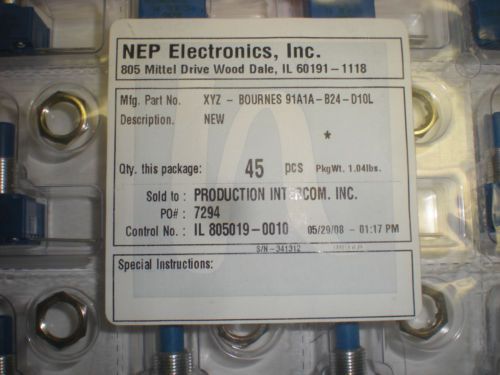 NEP Electronics, Inc.
805 Mittel Drive Wood Dale, IL 60191-1118
Mfg. Part No. XYZ - BOURNES 91A1A-B24-D10L
Description. NEW
*
Qty. this package: 45 pcs PkgWt. 1.04lbs.
Sold to : PRODUCTION INTERCOM. INC.
PO# : 7294
Control No. : IL 805019-0010 05/29/08 - 01:17 PM
S/N - 341312
Special Instructions: